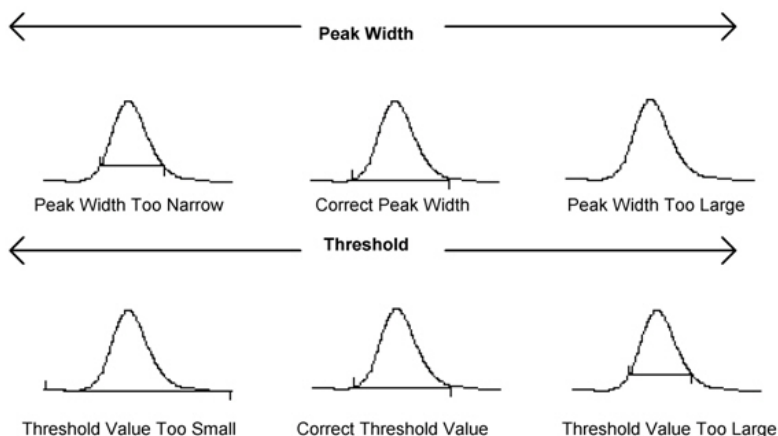 Peak Width
Peak Width Too Narrow
Correct Peak Width
Peak Width Too Large
Threshold
Threshold Value Too Small
Correct Threshold Value
Threshold Value Too Large